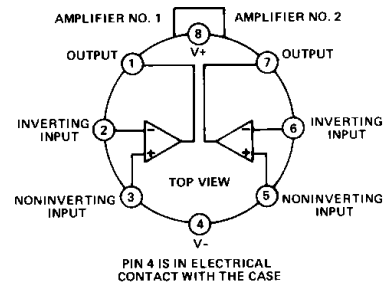 AMPLIFIER NO. 1
AMPLIFIER NO. 2
8
V+
OUTPUT
1
7
OUTPUT
INVERTING
INPUT
2
−
−
6
INVERTING
INPUT
+
+
TOP VIEW
NONINVERTING
INPUT
3
5
NONINVERTING
INPUT
4
V−
PIN 4 IS IN ELECTRICAL
CONTACT WITH THE CASE